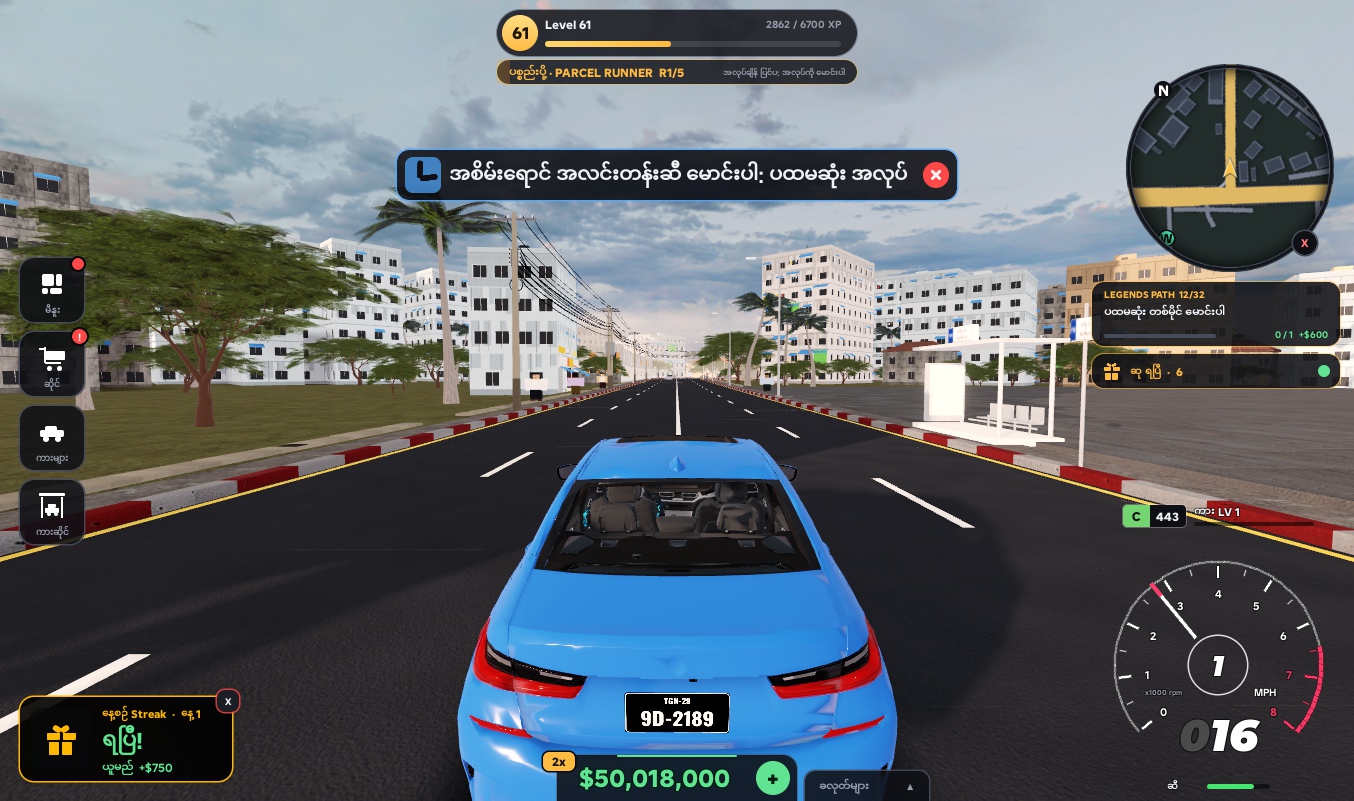 61
Level 61
2862 / 6700 XP
ပစ္စည်းပို့ · PARCEL RUNNER R1/5
အလုပ်ချိန် ပြင်ပ; အလုပ်ကို မောင်းပါ
N
အစိမ်းရောင် အလင်းတန်းဆီ မောင်းပါ; ပထမဆုံး အလုပ်
W
X
မီနူး
!
ဆိုင်
ကားများ
ကားဆိုင်
LEGENDS PATH 12/32
ပထမဆုံး တစ်မိုင် မောင်းပါ
0/1 +$600
ဆု ရပြီ · 6
C 443
ကား LV 1
0
1
2
3
4
5
6
7
8
x1000 rpm
1
MPH
016
ဆီ
TGN-29
9D-2189
နေ့စဉ် Streak · နေ့ 1
X
ရပြီ!
ယူမည် +$750
2x
$50,018,000
+
ခလုတ်များ